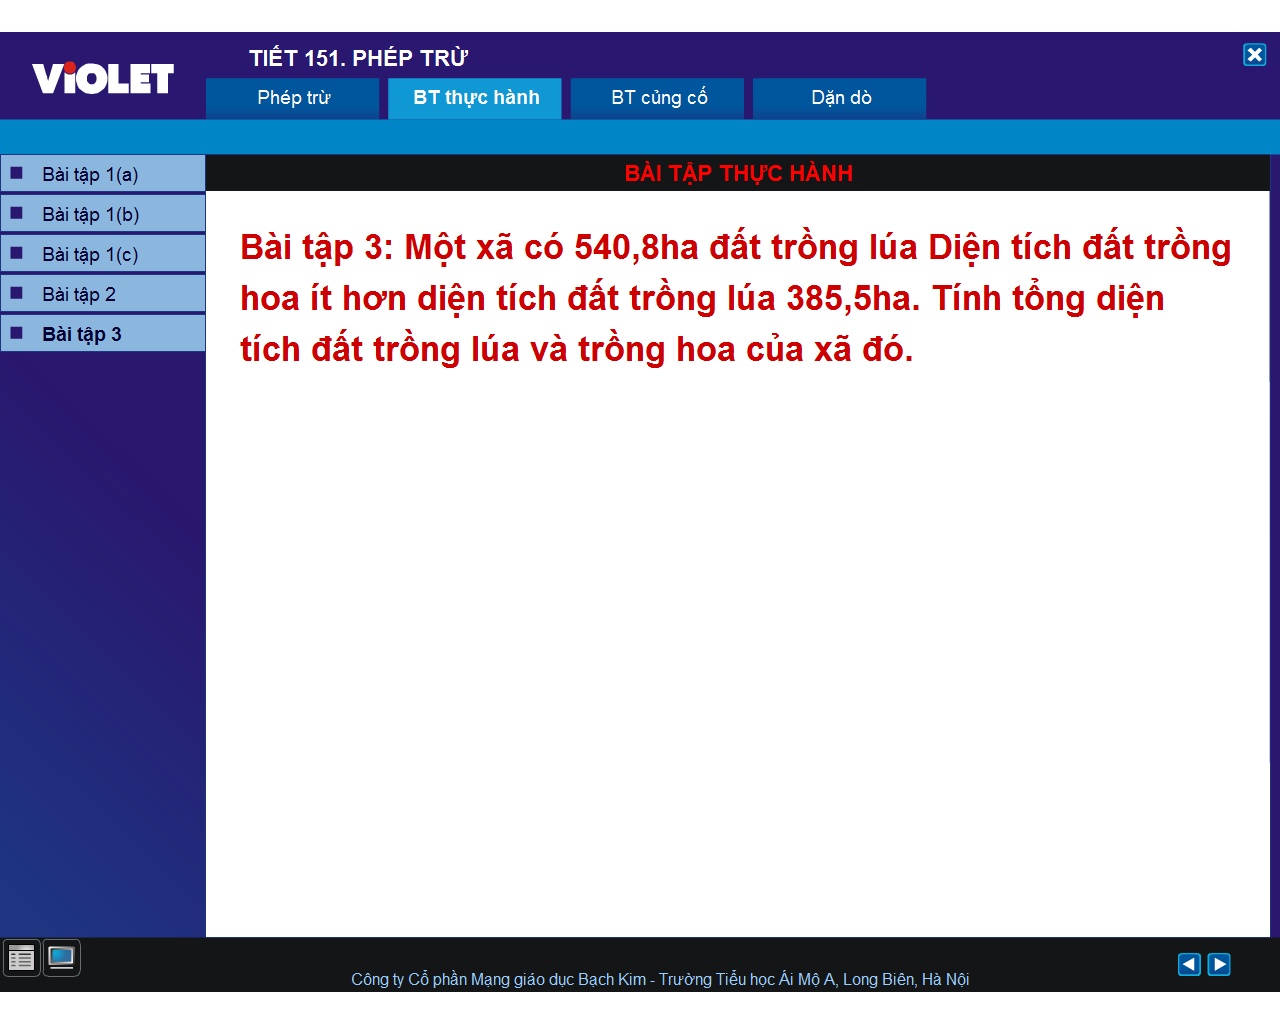 TIẾT 151. PHÉP TRỪ
ViOLET
Phép trừ
BT thực hành
BT củng cố
Dặn dò
Bài tập 1(a)
Bài tập 1(b)
Bài tập 1(c)
Bài tập 2
Bài tập 3
BÀI TẬP THỰC HÀNH
Bài tập 3: Một xã có 540,8ha đất trồng lúa Diện tích đất trồng
hoa ít hơn diện tích đất trồng lúa 385,5ha. Tính tổng diện
tích đất trồng lúa và trồng hoa của xã đó.
Công ty Cổ phần Mạng giáo dục Bạch Kim - Trường Tiểu học Ái Mộ A, Long Biên, Hà Nội